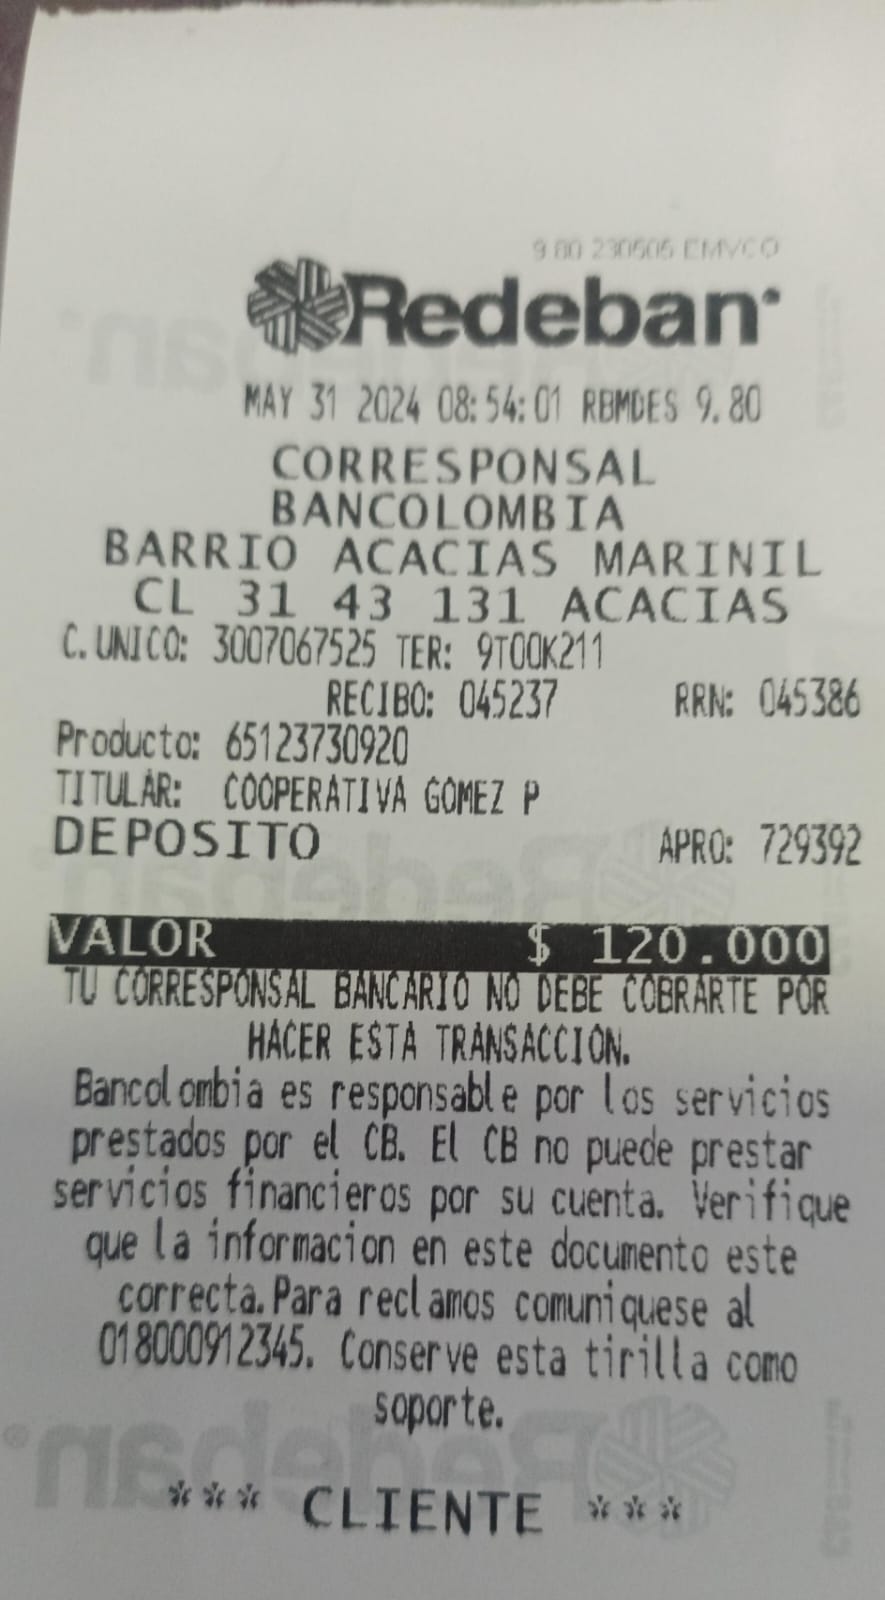 9.80 230606 EMVCO
Redeban
MAY 31 2024 08:54:01 RBMDES 9.80
CORRESPONSAL
BANCOLOMBIA
BARRIO ACACIAS MARINIL
CL 31 43 131 ACACIAS
C.UNICO: 3007067525 TER: 9T00K211
RECIBO: 045237 RRN: 045386
Producto: 65123730920
TITULAR: COOPERATIVA GOMEZ P
DEPOSITO APRO: 729392
VALOR $ 120.000
TU CORRESPONSAL BANCARIO NO DEBE COBRARTE POR
HACER ESTA TRANSACCION.
Bancolombia es responsable por los servicios
prestados por el CB. El CB no puede prestar
servicios financieros por su cuenta. Verifique
que la informacion en este documento este
correcta.Para reclamos comuniquese al
018000912345. Conserve esta tirilla como
soporte.
*** CLIENTE ***